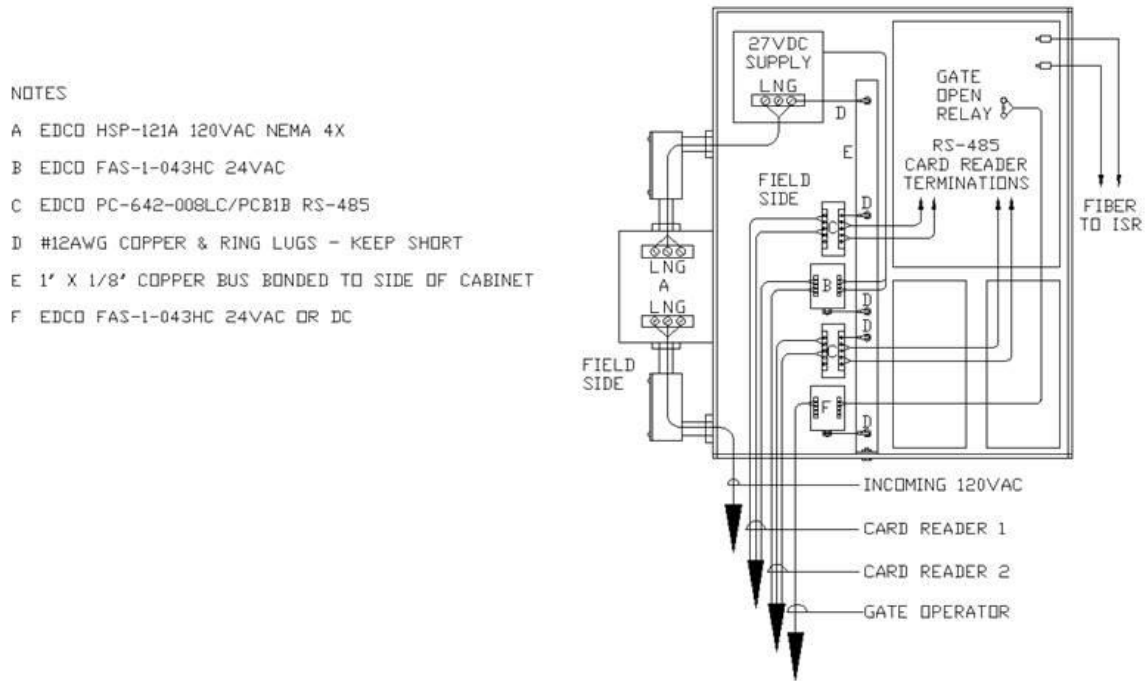 NOTES
A EDCO HSP-121A 120VAC NEMA 4X
B EDCO FAS-1-043HC 24VAC
C EDCO PC-642-008LC/PCB1B RS-485
D #12AWG COPPER & RING LUGS - KEEP SHORT
E 1" X 1/8" COPPER BUS BONDED TO SIDE OF CABINET
F EDCO FAS-1-043HC 24VAC OR DC
27VDC
SUPPLY
LNG
D
E
GATE
OPEN
RELAY
RS-485
CARD READER
TERMINATIONS
FIBER
TO ISR
FIELD
SIDE
D
C
LNG
A
LNG
B
D
D
C
FIELD
SIDE
F
D
INCOMING 120VAC
CARD READER 1
CARD READER 2
GATE OPERATOR